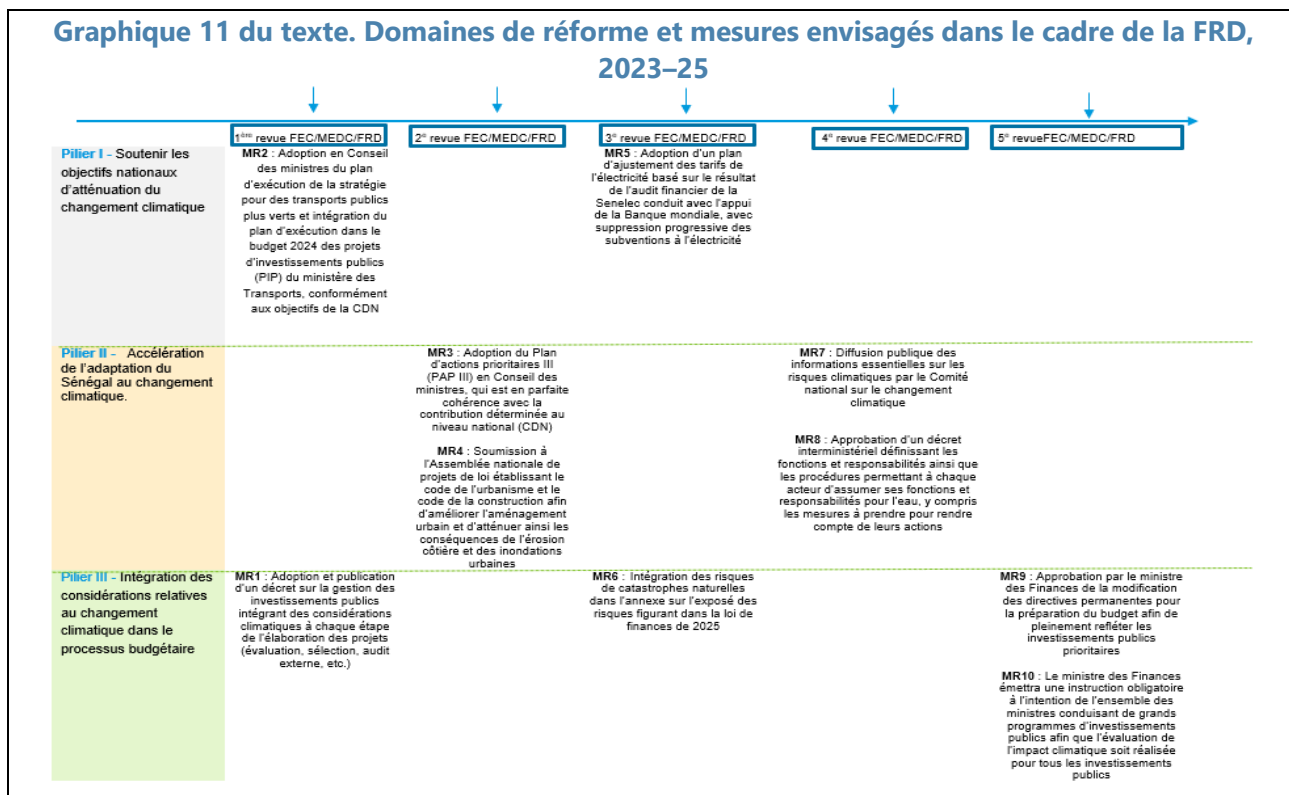 Graphique 11 du texte. Domaines de réforme et mesures envisagés dans le cadre de la FRD,
2023–25
1ère revue FEC/MEDC/FRD
2e revue FEC/MEDC/FRD
3e revue FEC/MEDC/FRD
4e revue FEC/MEDC/FRD
5e revueFEC/MEDC/FRD
Pilier I - Soutenir les
objectifs nationaux
d'atténuation du
changement climatique
MR2 : Adoption en Conseil
des ministres du plan
d'exécution de la stratégie
pour des transports publics
plus verts et intégration du
plan d'exécution dans le
budget 2024 des projets
d'investissements publics
(PIP) du ministère des
Transports, conformément
aux objectifs de la CDN
MR5 : Adoption d'un plan
d'ajustement des tarifs de
l'électricité basé sur le résultat
de l'audit financier de la
Senelec conduit avec l'appui
de la Banque mondiale, avec
suppression progressive des
subventions à l'électricité
Pilier II - Accélération
de l'adaptation du
Sénégal au changement
climatique.
MR3 : Adoption du Plan
d'actions prioritaires III
(PAP III) en Conseil des
ministres, qui est en parfaite
cohérence avec la
contribution déterminée au
niveau national (CDN)
MR4 : Soumission à
l'Assemblée nationale de
projets de loi établissant le
code de l'urbanisme et le
code de la construction afin
d'améliorer l'aménagement
urbain et d'atténuer ainsi les
conséquences de l'érosion
côtière et des inondations
urbaines
MR7 : Diffusion publique des
informations essentielles sur les
risques climatiques par le Comité
national sur le changement
climatique
MR8 : Approbation d'un décret
interministériel définissant les
fonctions et responsabilités ainsi que
les procédures permettant à chaque
acteur d'assumer ses fonctions et
responsabilités pour l'eau, y compris
les mesures à prendre pour rendre
compte de leurs actions
Pilier III - Intégration des
considérations relatives
au changement
climatique dans le
processus budgétaire
MR1 : Adoption et publication
d'un décret sur la gestion des
investissements publics
intégrant des considérations
climatiques à chaque étape
de l'élaboration des projets
(évaluation, sélection, audit
externe, etc.)
MR6 : Intégration des risques
de catastrophes naturelles
dans l'annexe sur l'exposé des
risques figurant dans la loi de
finances de 2025
MR9 : Approbation par le ministre
des Finances de la modification
des directives permanentes pour
la préparation du budget afin de
pleinement refléter les
investissements publics
prioritaires
MR10 : Le ministre des Finances
émettra une instruction obligatoire
à l'intention de l'ensemble des
ministres conduisant de grands
programmes d'investissements
publics afin que l'évaluation de
l'impact climatique soit réalisée
pour tous les investissements
publics